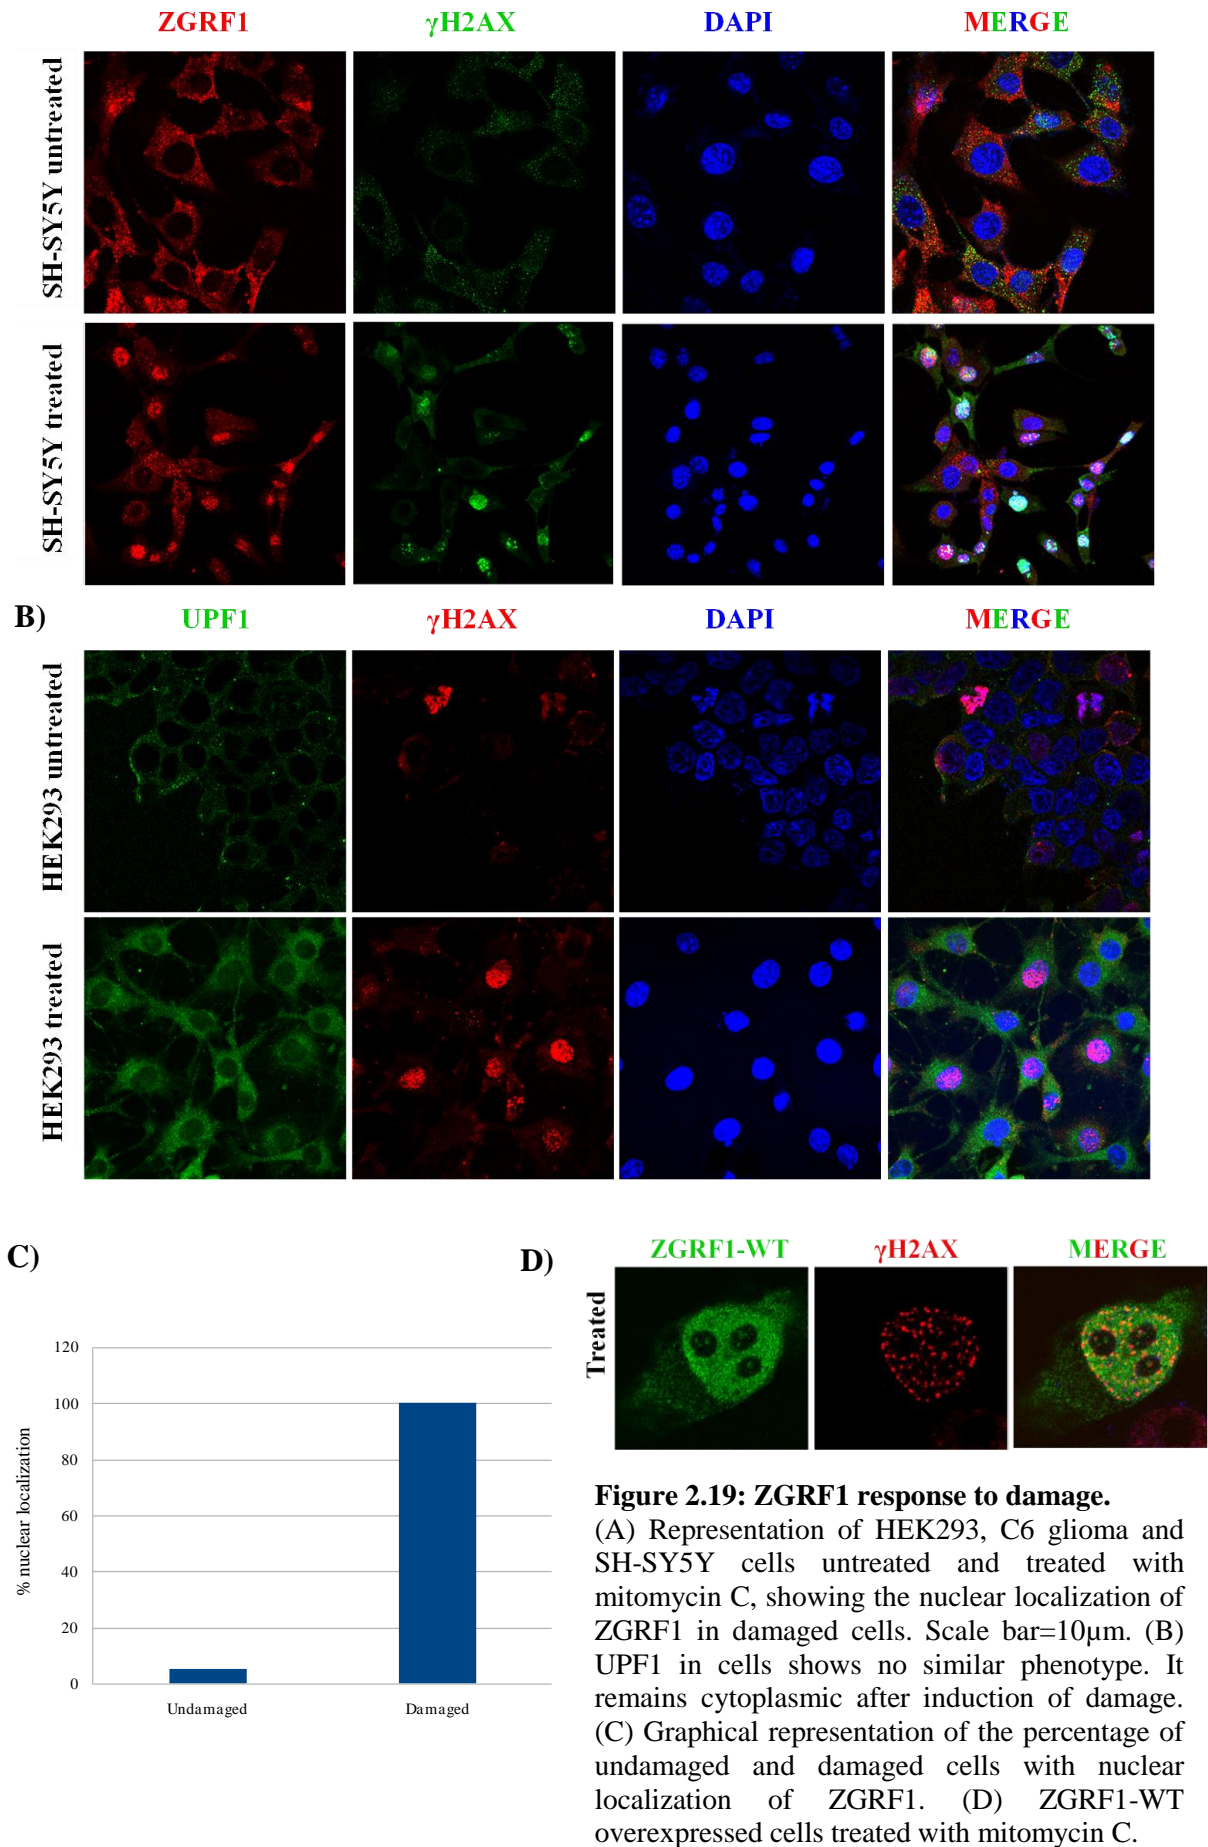 ZGRF1 γH2AX DAPI MERGE
SH-SY5Y untreated
SH-SY5Y treated
B)
UPF1 γH2AX DAPI MERGE
HEK293 untreated
HEK293 treated
C)
120
100
80
60
40
20
0
% nuclear localization
Undamaged Damaged
D)
ZGRF1-WT γH2AX MERGE
Treated
Figure 2.19: ZGRF1 response to damage.
(A) Representation of HEK293, C6 glioma and
SH-SY5Y cells untreated and treated with
mitomycin C, showing the nuclear localization of
ZGRF1 in damaged cells. Scale bar=10µm. (B)
UPF1 in cells shows no similar phenotype. It
remains cytoplasmic after induction of damage.
(C) Graphical representation of the percentage of
undamaged and damaged cells with nuclear
localization of ZGRF1. (D) ZGRF1-WT
overexpressed cells treated with mitomycin C.